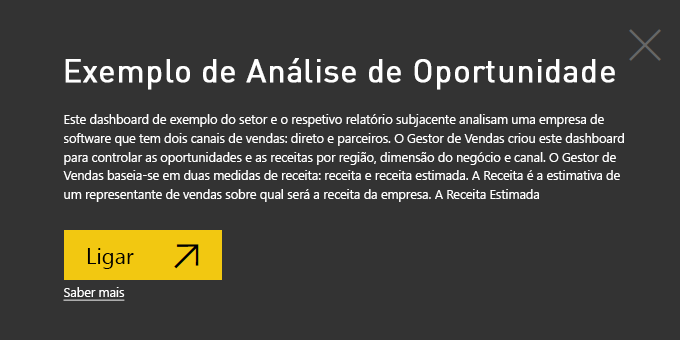 Exemplo de Análise de Oportunidade
Este dashboard de exemplo do setor e o respetivo relatório subjacente analisam uma empresa de
software que tem dois canais de vendas: direto e parceiros. O Gestor de Vendas criou este dashboard
para controlar as oportunidades e as receitas por região, dimensão do negócio e canal. O Gestor de
Vendas baseia-se em duas medidas de receita: receita e receita estimada. A Receita é a estimativa de
um representante de vendas sobre qual será a receita da empresa. A Receita Estimada
Ligar
Saber mais